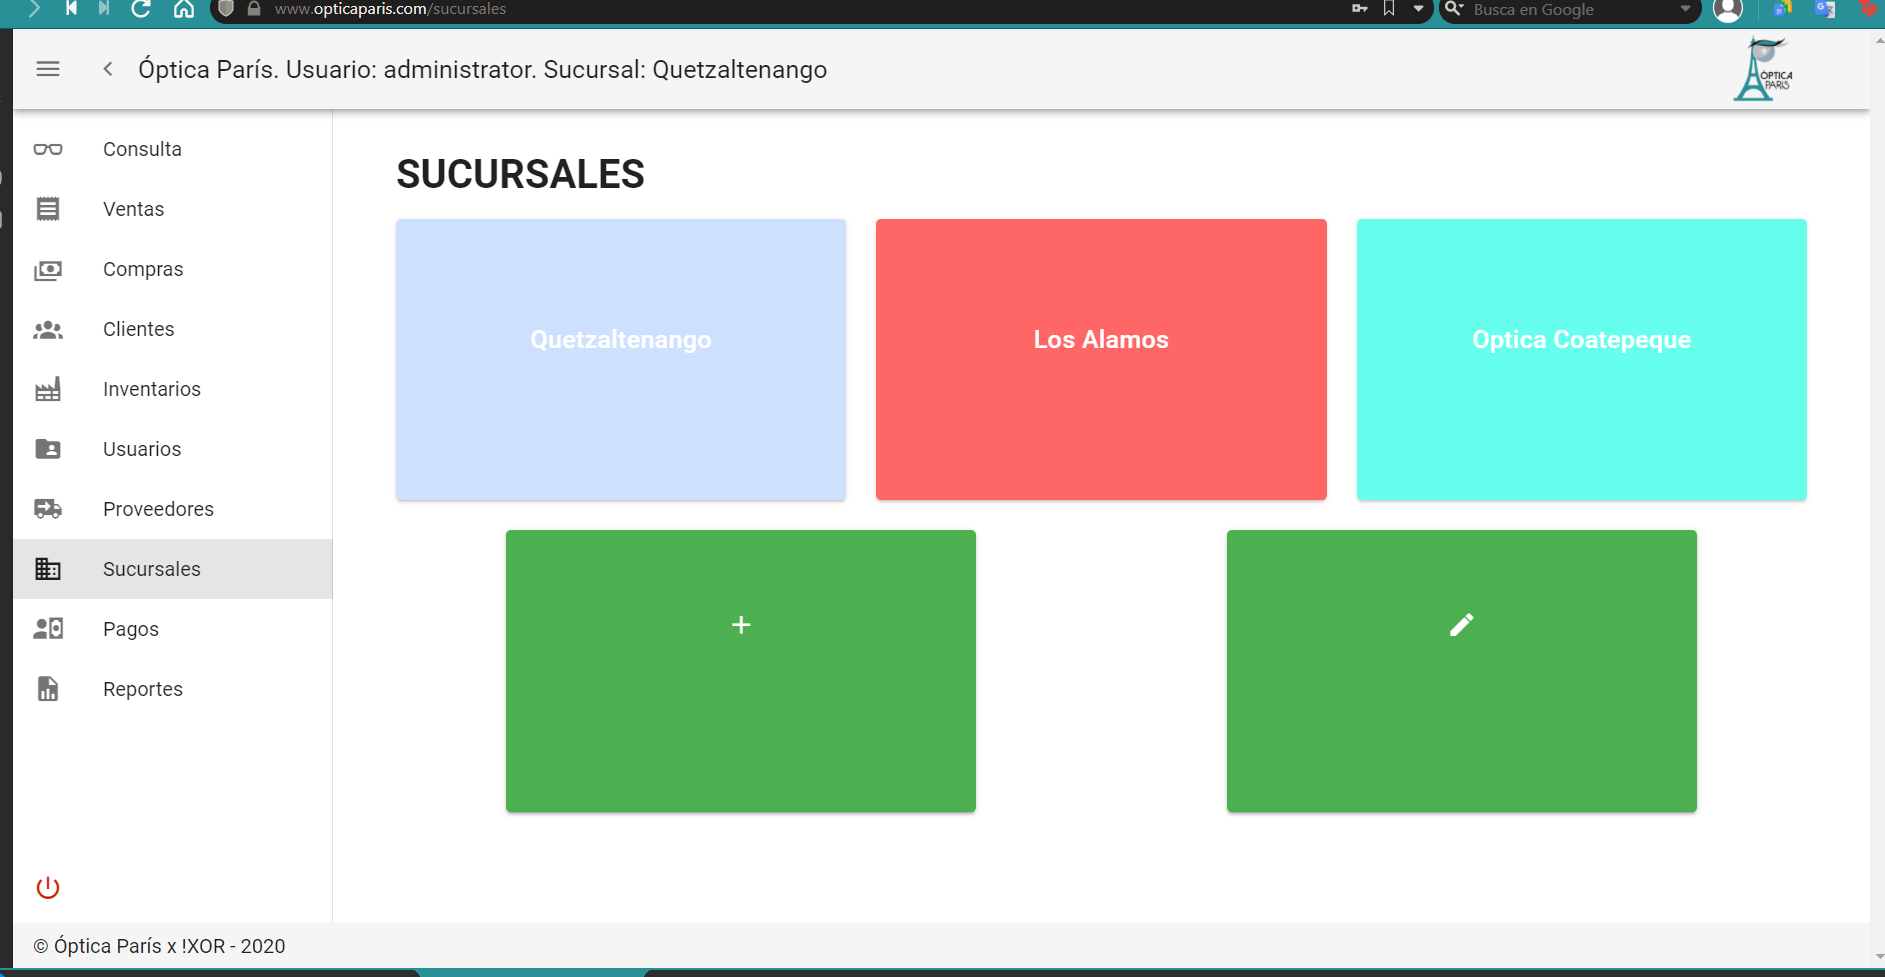 www.opticaparis.com/sucursales
Busca en Google
Óptica París. Usuario: administrator. Sucursal: Quetzaltenango
ÓPTICA
PARIS
Consulta
Ventas
Compras
Clientes
Inventarios
Usuarios
Proveedores
Sucursales
Pagos
Reportes
SUCURSALES
Quetzaltenango
Los Alamos
Optica Coatepeque
© Óptica París x !XOR - 2020